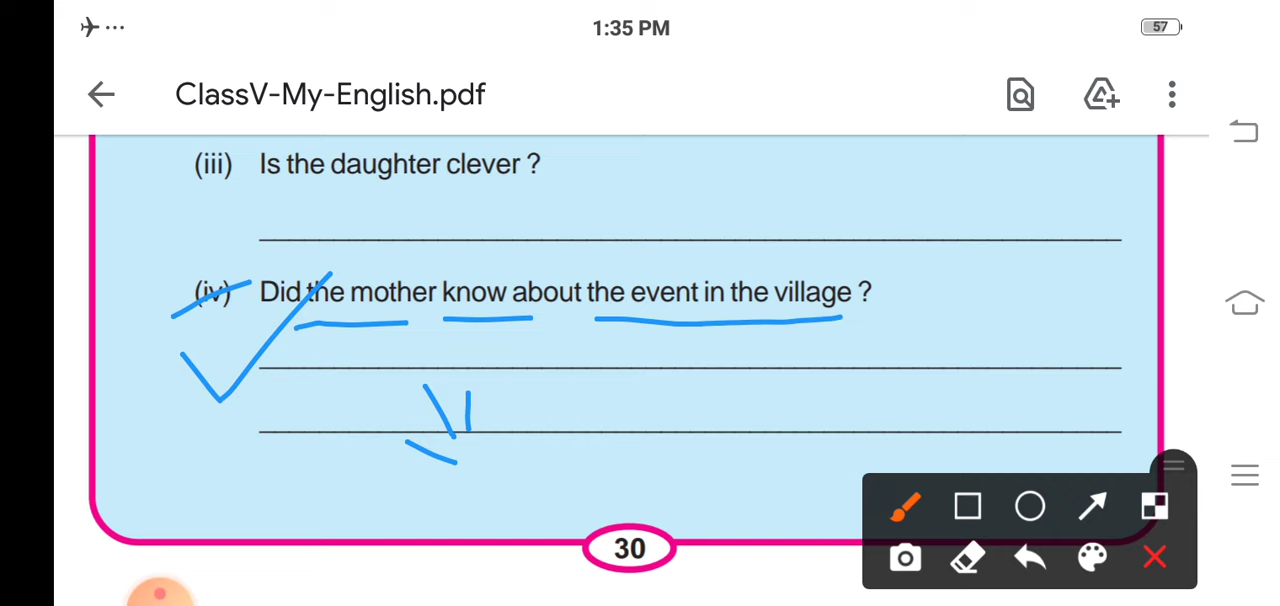 1:35 PM
57
ClassV-My-English.pdf
(iii) Is the daughter clever ?
(iv) Did the mother know about the event in the village ?
30